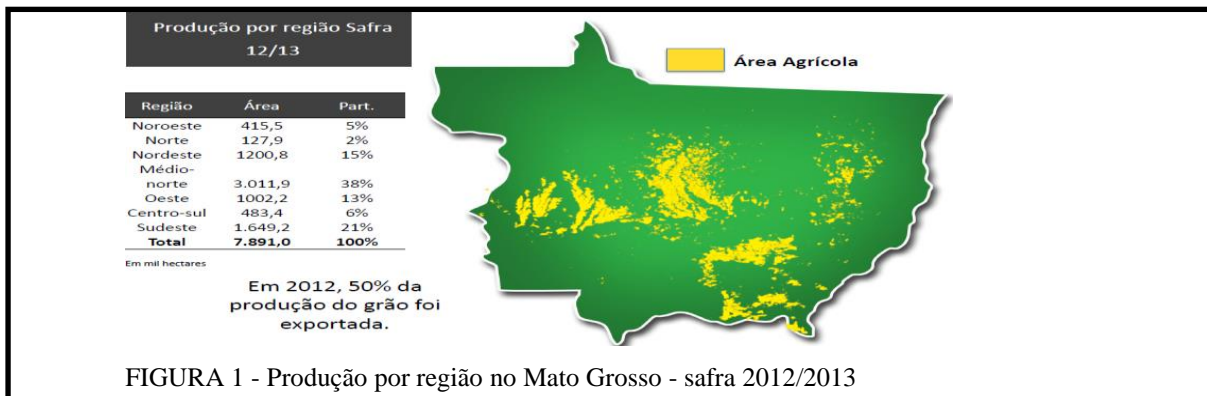 Produção por região Safra
12/13
Área Agrícola
Região Área Part.
Noroeste 415,5 5%
Norte 127,9 2%
Nordeste 1200,8 15%
Médio-
norte 3.011,9 38%
Oeste 1002,2 13%
Centro-sul 483,4 6%
Sudeste 1.649,2 21%
Total 7.891,0 100%
Em mil hectares
Em 2012, 50% da
produção do grão foi
exportada.
FIGURA 1 - Produção por região no Mato Grosso - safra 2012/2013